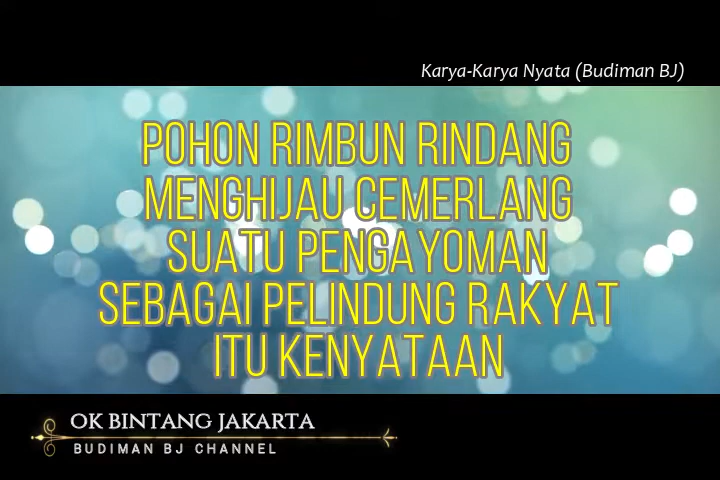 Karya-Karya Nyata (Budiman BJ)
POHON RIMBUN RINDANG
MENGHIJAU CEMERLANG
SUATU PENGAYOMAN
SEBAGAI PELINDUNG RAKYAT
ITU KENYATAAN
OK BINTANG JAKARTA
BUDIMAN BJ CHANNEL